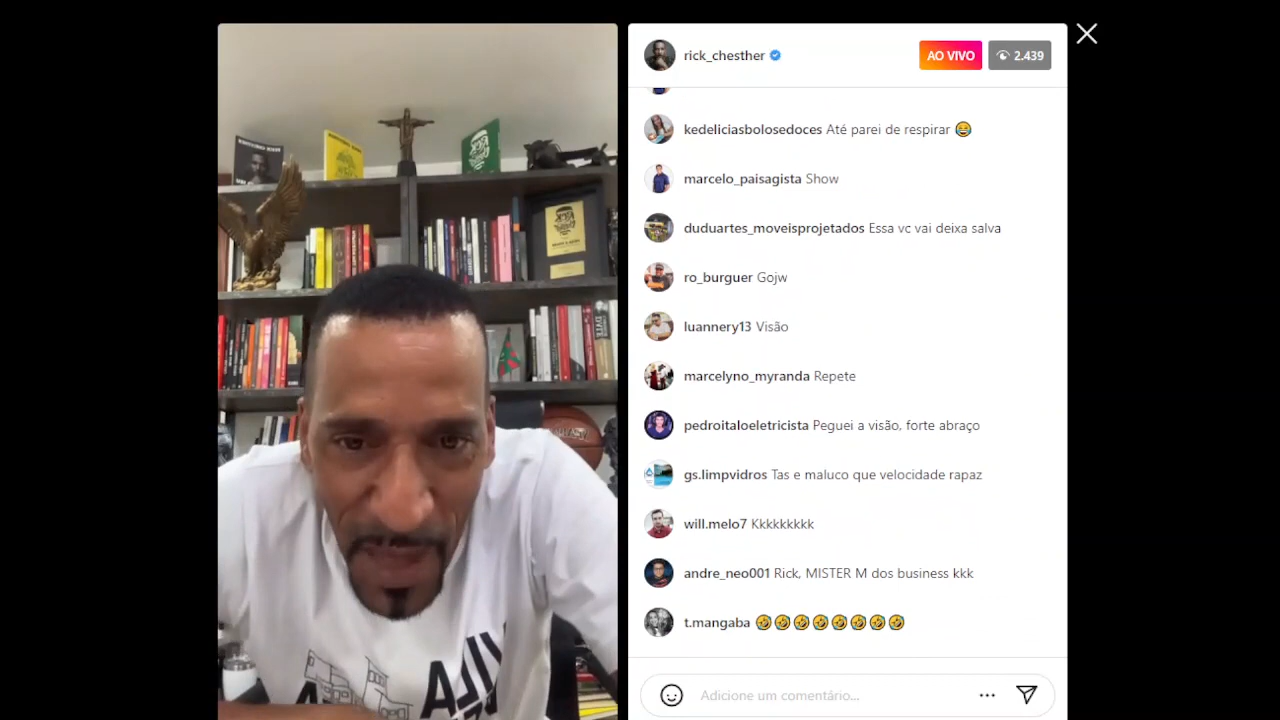 rick_chesther
AO VIVO
2.439
kedeliciasbolosedoces Até parei de respirar 😂
marcelo_paisagista Show
duduartes_moveisprojetados Essa vc vai deixa salva
ro_burguer Gojw
luannery13 Visão
marcelyno_myranda Repete
pedroitaloeletricista Peguei a visão, forte abraço
gs.limpvidros Tas e maluco que velocidade rapaz
will.melo7 Kkkkkkkkk
andre_neo001 Rick, MISTER M dos business kkk
t.mangaba 🤣🤣🤣🤣🤣🤣🤣🤣
Adicione um comentário...